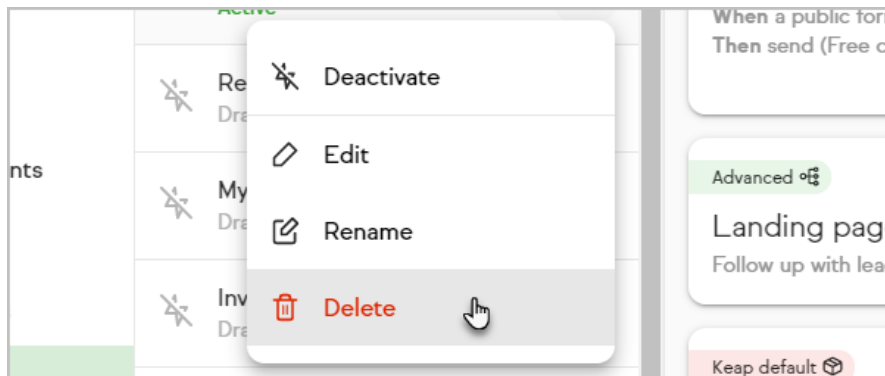 Active
When a public for
Then send (Free
Deactivate
Re
Dra
Edit
nts
Advanced
My
Dra
Landing pag
Rename
Follow up with lea
Inv
Dra
Delete
Keap default